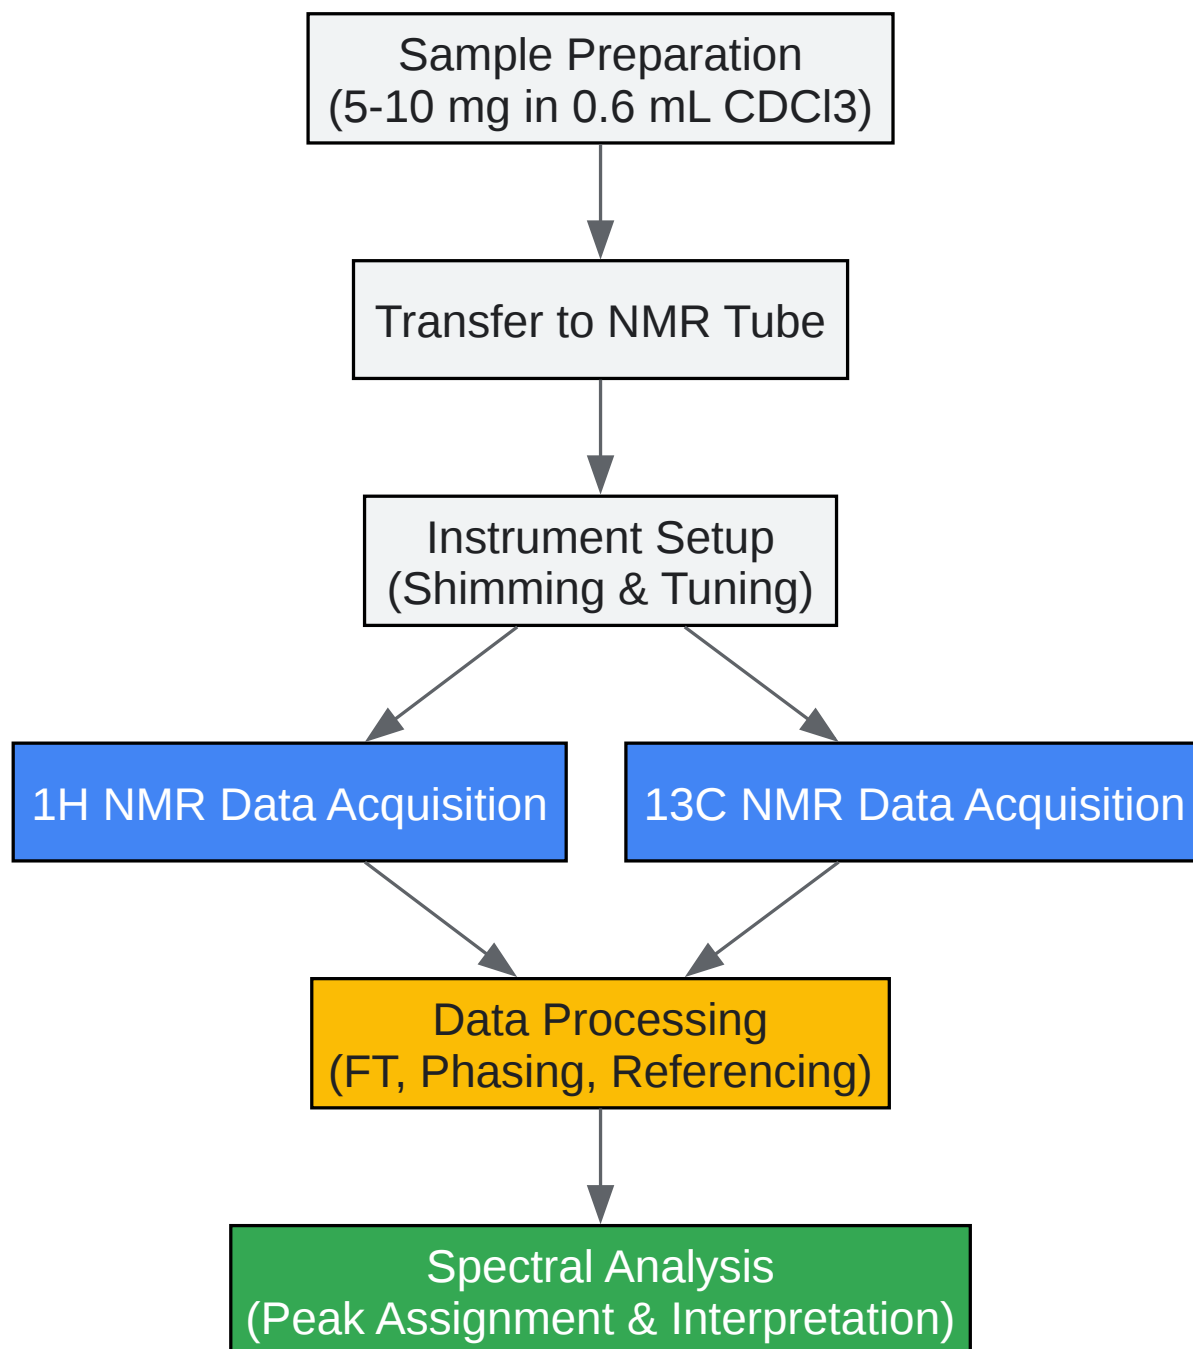 Sample Preparation
(5-10 mg in 0.6 mL CDCl3)
Transfer to NMR Tube
Instrument Setup
(Shimming & Tuning)
1H NMR Data Acquisition
13C NMR Data Acquisition
Data Processing
(FT, Phasing, Referencing)
Spectral Analysis
(Peak Assignment & Interpretation)